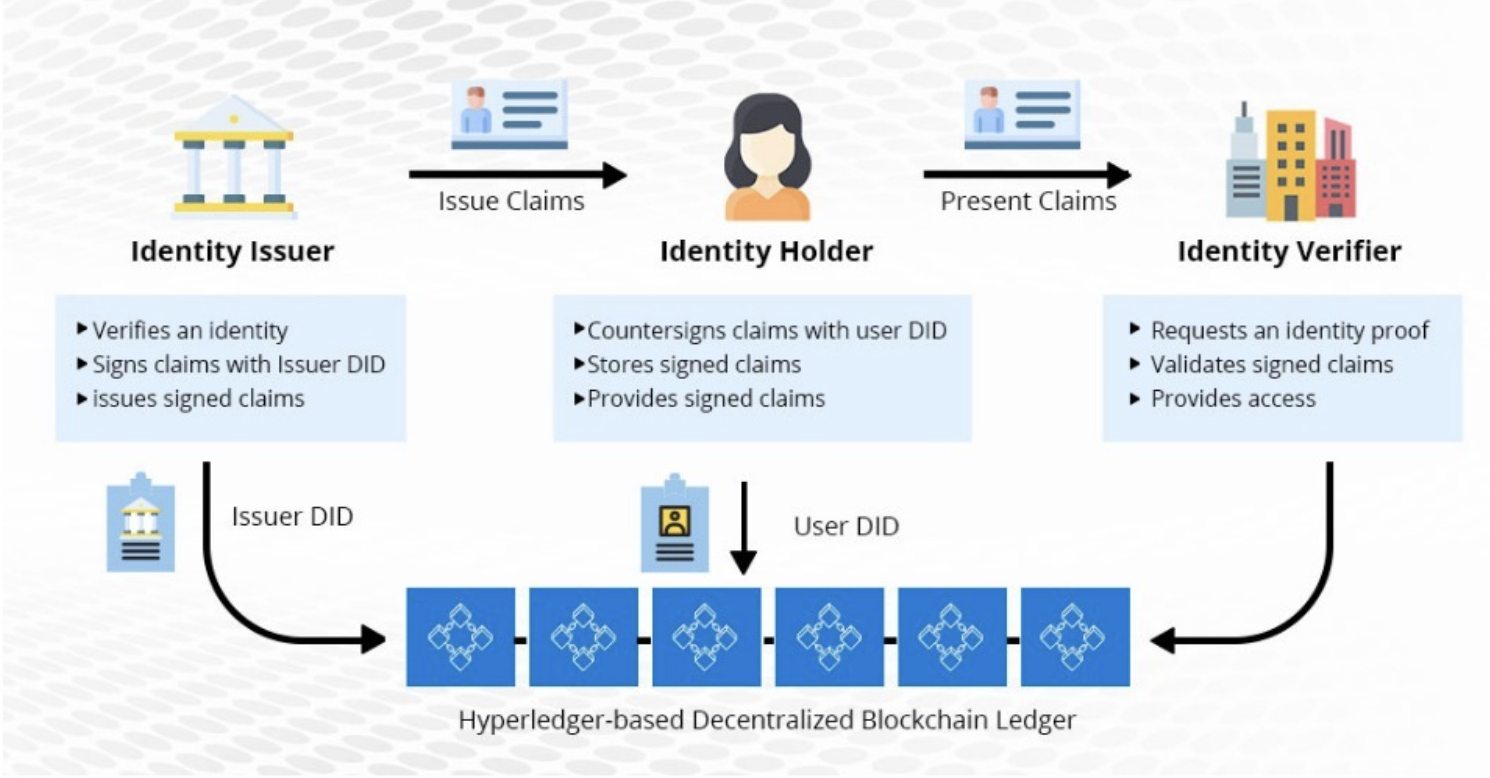 Issue Claims
Present Claims
Identity Issuer
Identity Holder
Identity Verifier
Verifies an identity
Signs claims with Issuer DID
issues signed claims
Countersigns claims with user DID
Stores signed claims
Provides signed claims
Requests an identity proof
Validates signed claims
Provides access
Issuer DID
User DID
Hyperledger-based Decentralized Blockchain Ledger